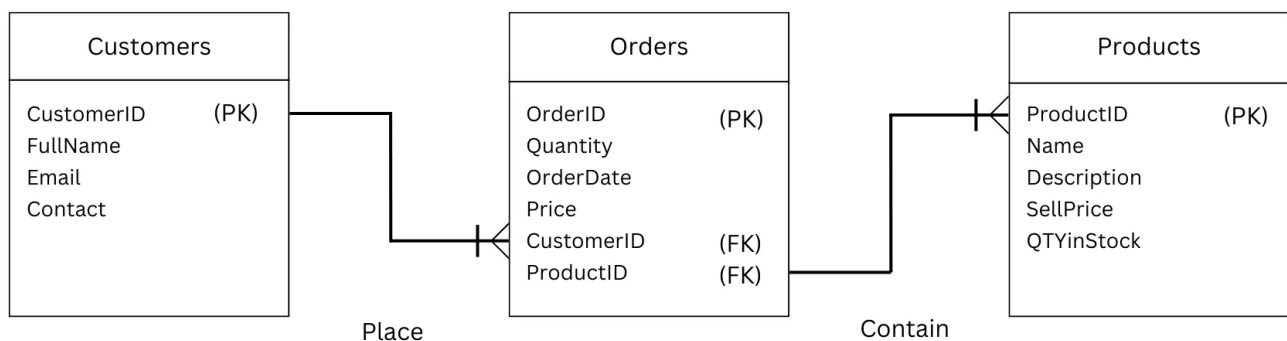 Customers
CustomerID (PK)
FullName
Email
Contact
Place
Orders
OrderID (PK)
Quantity
OrderDate
Price
CustomerID (FK)
ProductID (FK)
Contain
Products
ProductID (PK)
Name
Description
SellPrice
QTYinStock